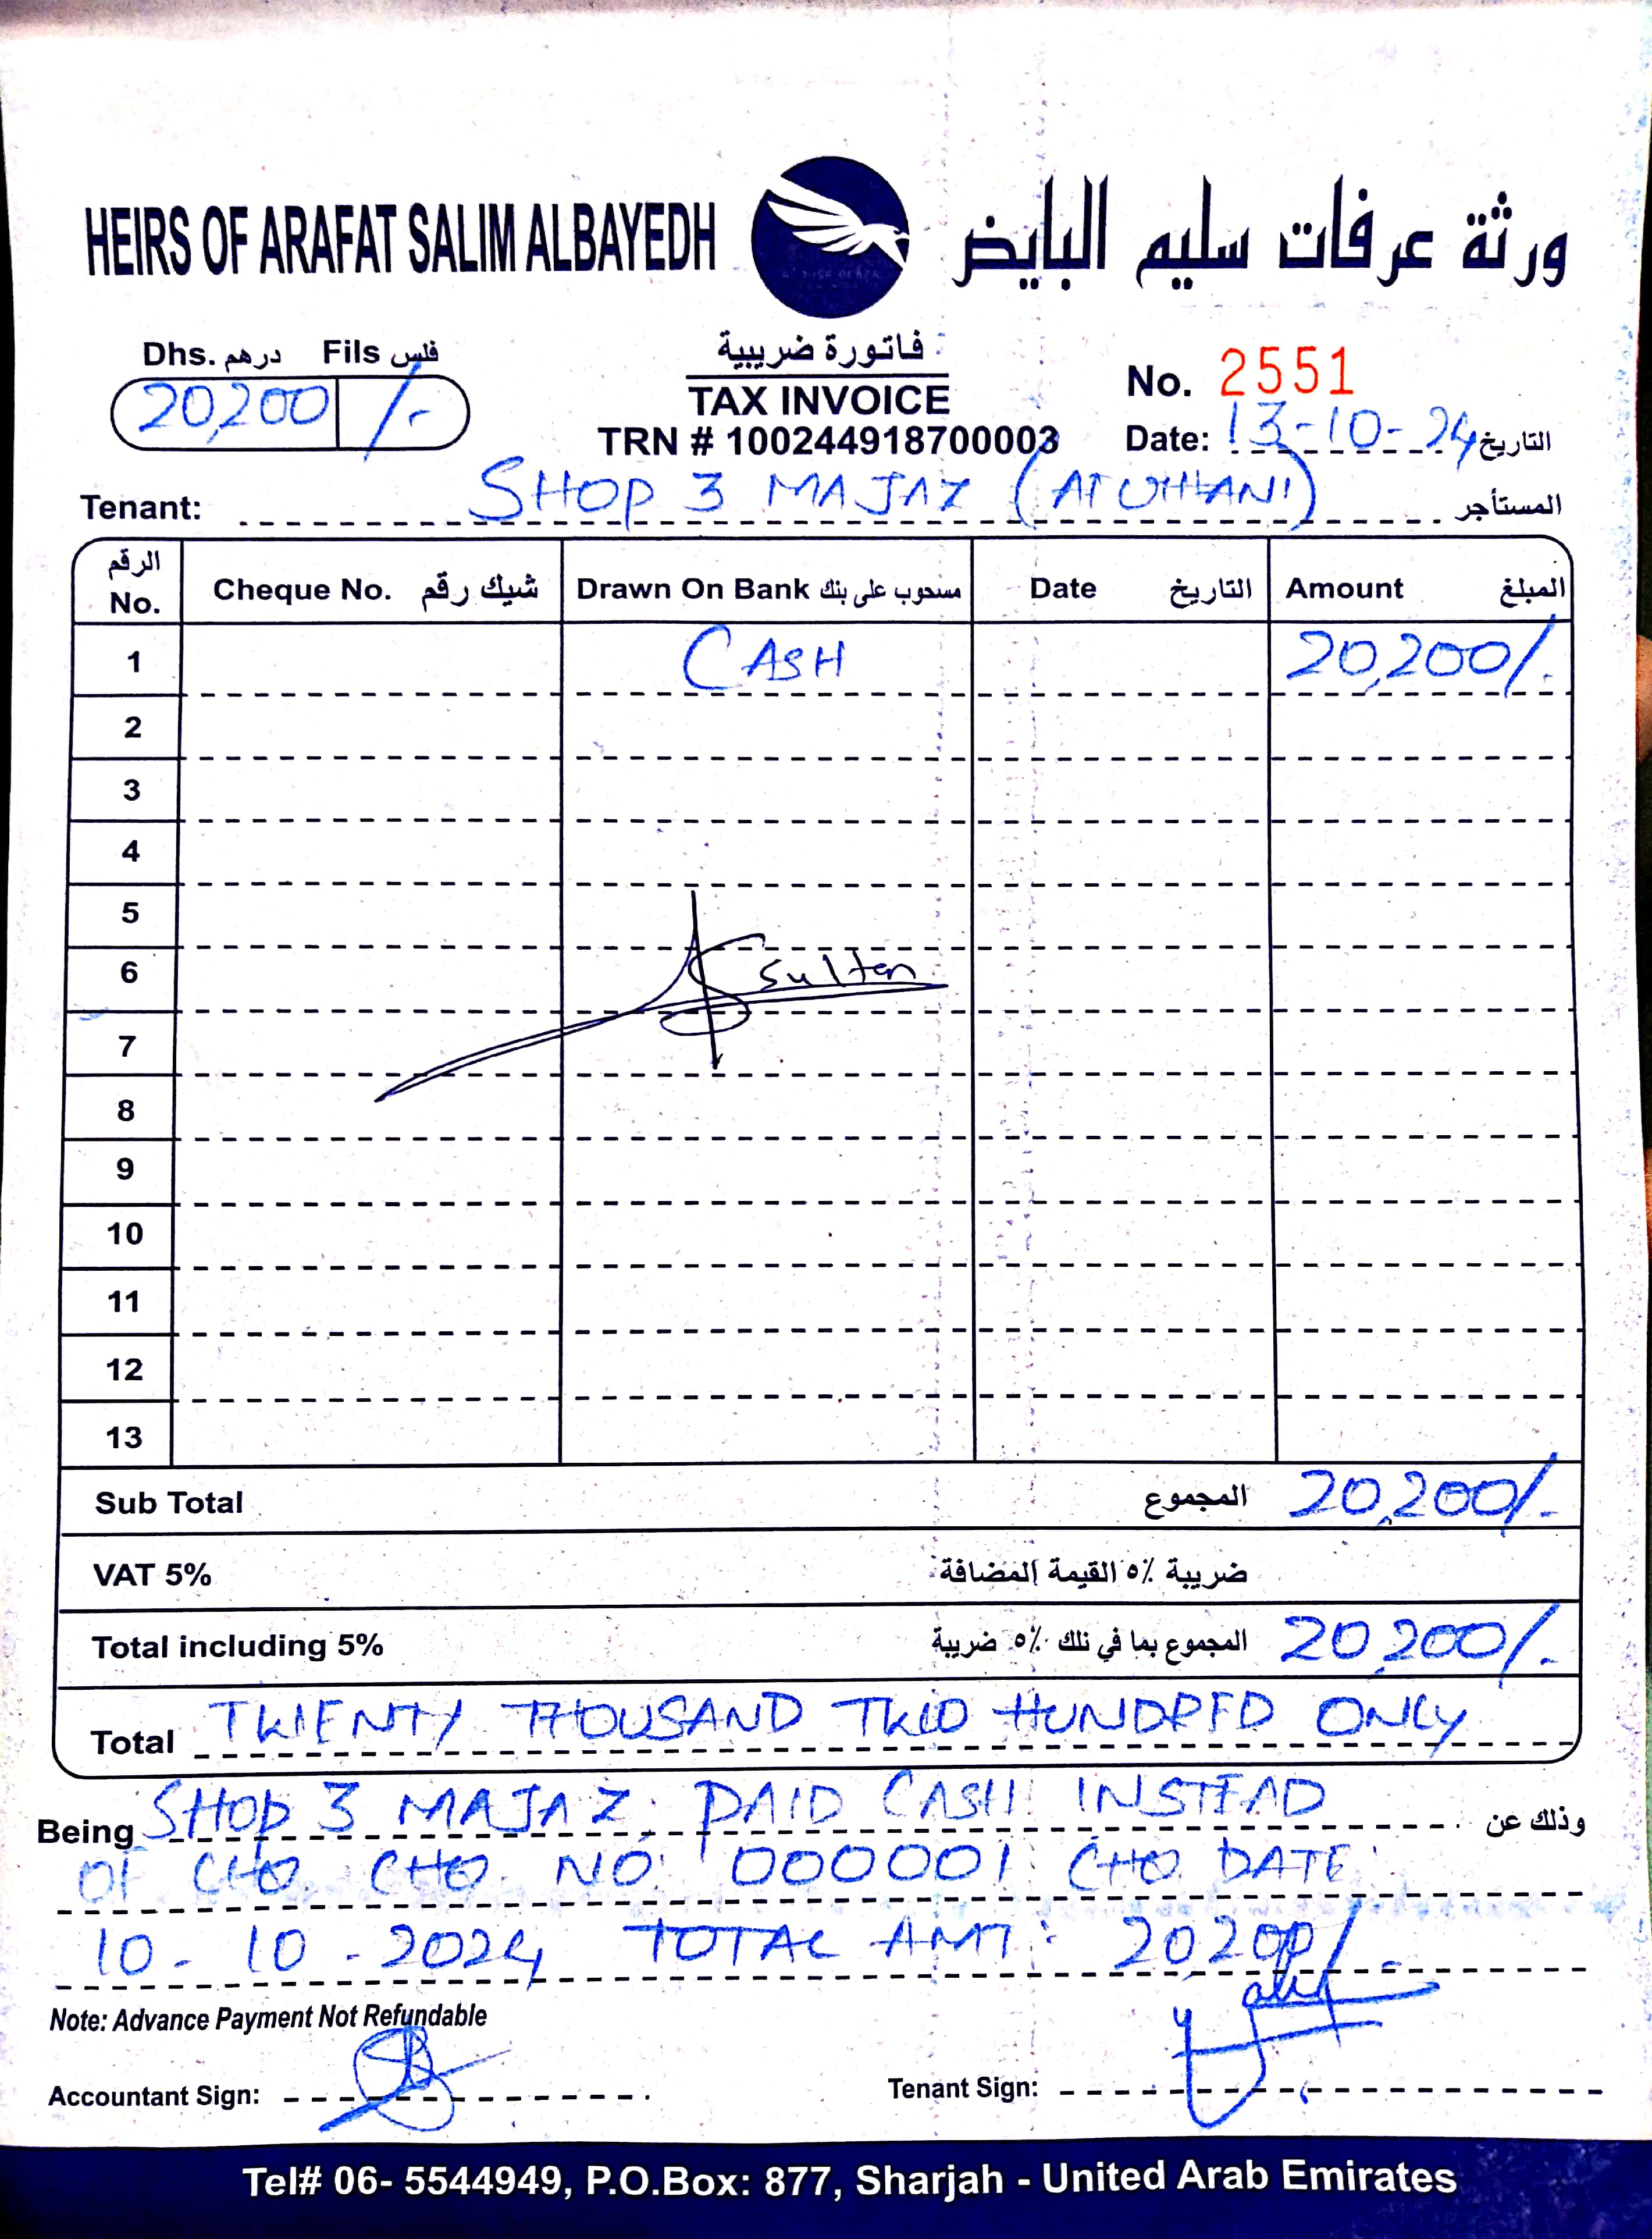 HEIRS OF ARAFAT SALIM ALBAYEDH
ورثة عرفات سليم البايض
Dhs. درهم Fils فلس
20,200 /-
فاتورة ضريبية
TAX INVOICE
TRN # 100244918700003
No. 2551
Date: 13-10-24 التاريخ
Tenant: SHOP 3 MAJAZ المستأجر
الرقم No. Cheque No. شيك رقم Drawn On Bank مسحوب على بنك Date التاريخ Amount المبلغ
1 CASH 20,200/-
2
3
4
5
6 Sultan
7
8
9
10
11
12
13
Sub Total المجموع 20,200/-
VAT 5% ضريبة ٥٪ القيمة المضافة
Total including 5% المجموع بما في ذلك ٥٪ ضريبة 20,200/-
Total TWENTY THOUSAND TWO HUNDRED ONLY
Being SHOP 3 MAJAZ. PAID CASH INSTEAD وذلك عن
OF CHQ CHQ. NO: 000001 CHQ. DATE:
10-10-2024 TOTAL AMT: 20,200/-
Note: Advance Payment Not Refundable
Accountant Sign:
Tenant Sign:
Tel# 06- 5544949, P.O.Box: 877, Sharjah - United Arab Emirates